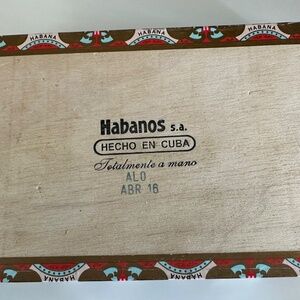 HABANA HABANA HABANA
Habanos s.a.
HECHO EN CUBA
Totalmente a mano
ALO
ABR 16
HABANA HABANA HABANA